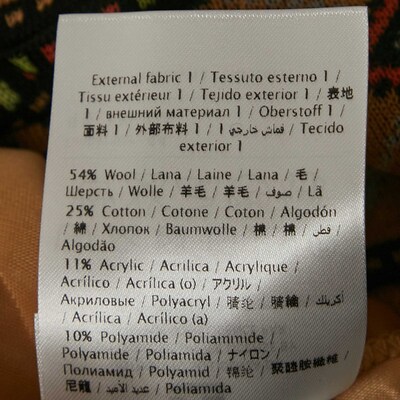 External fabric 1 / Tessuto esterno 1 /
Tissu extérieur 1 / Tejido exterior 1 / 表地
1 / внешний материал 1 / Oberstoff 1 /
面料 1 / 外部布料 1 / قماش خارجي 1 / Tecido
exterior 1
54% Wool / Lana / Laine / Lana / 毛 /
Шерсть / Wolle / 羊毛 / 羊毛 / صوف / Lã
25% Cotton / Cotone / Coton / Algodón
/ 綿 / Хлопок / Baumwolle / 棉 / 棉 / قطن /
Algodão
11% Acrylic / Acrilica / Acrylique /
Acrílico / Acrílica (o) / アクリル /
Акриловые / Polyacryl / 腈纶 / 腈綸 / أكريلك
/ Acrílica / Acrílico (a)
10% Polyamide / Poliammide /
Polyamide / Poliamida / ナイロン /
Полиамид / Polyamid / 锦纶 / 聚醯胺纖維 /
尼龍 / عديد الأميد / Poliamida